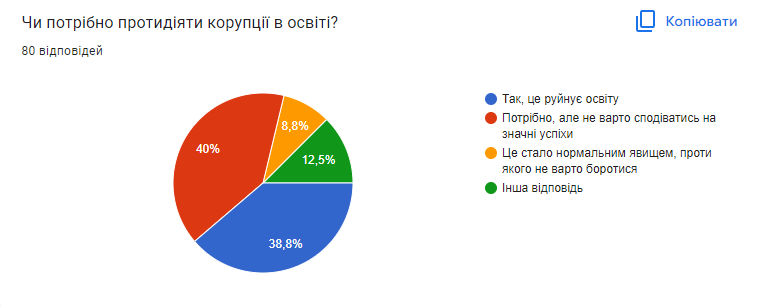 Чи потрібно протидіяти корупції в освіті?
Копіювати
80 відповідей
Так, це руйнує освіту
Потрібно, але не варто сподіватись на
значні успіхи
Це стало нормальним явищем, проти
якого не варто боротися
Інша відповідь
8,8%
40%
12,5%
38,8%